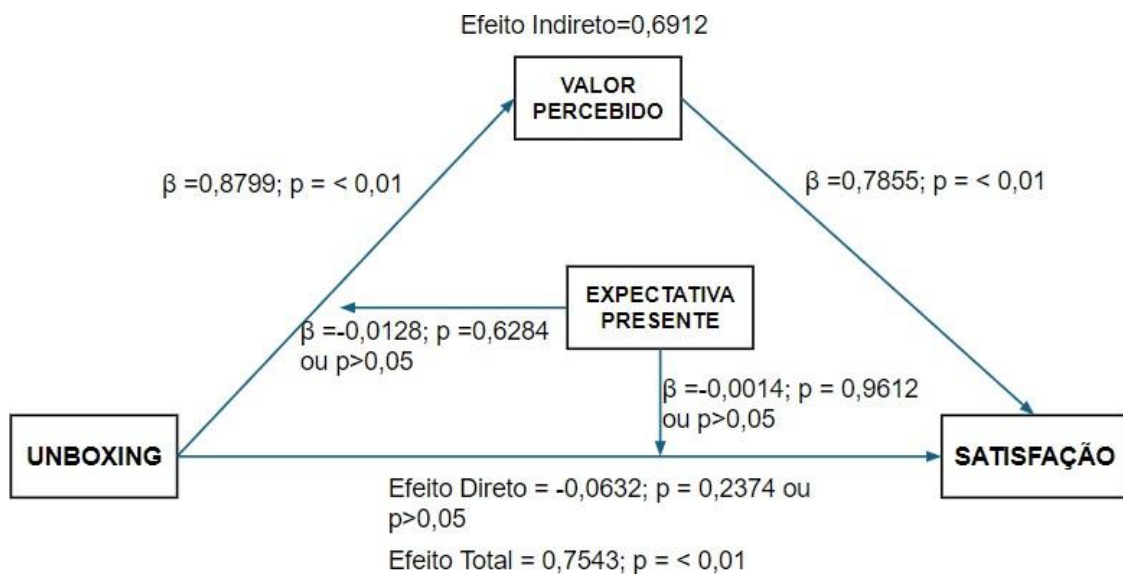 Efeito Indireto=0,6912
VALOR
PERCEBIDO
β =0,8799; p = < 0,01
β =0,7855; p = < 0,01
EXPECTATIVA
PRESENTE
β =-0,0128; p =0,6284
ou p>0,05
β =-0,0014; p = 0,9612
ou p>0,05
UNBOXING
SATISFAÇÃO
Efeito Direto = -0,0632; p = 0,2374 ou
p>0,05
Efeito Total = 0,7543; p = < 0,01